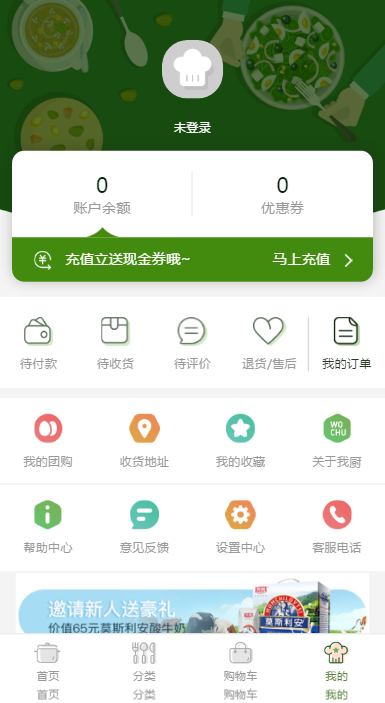 未登录
0 0
账户余额 优惠券
¥ 充值立送现金券哦~ 马上充值
待付款 待收货 待评价 退货/售后 我的订单
WO
CHU
我的团购 收货地址 我的收藏 关于我厨
帮助中心 意见反馈 设置中心 客服电话
邀请新人送豪礼
价值65元莫斯利安酸牛奶
莫斯利安
首页 分类 购物车 我的
首页 分类 购物车 我的